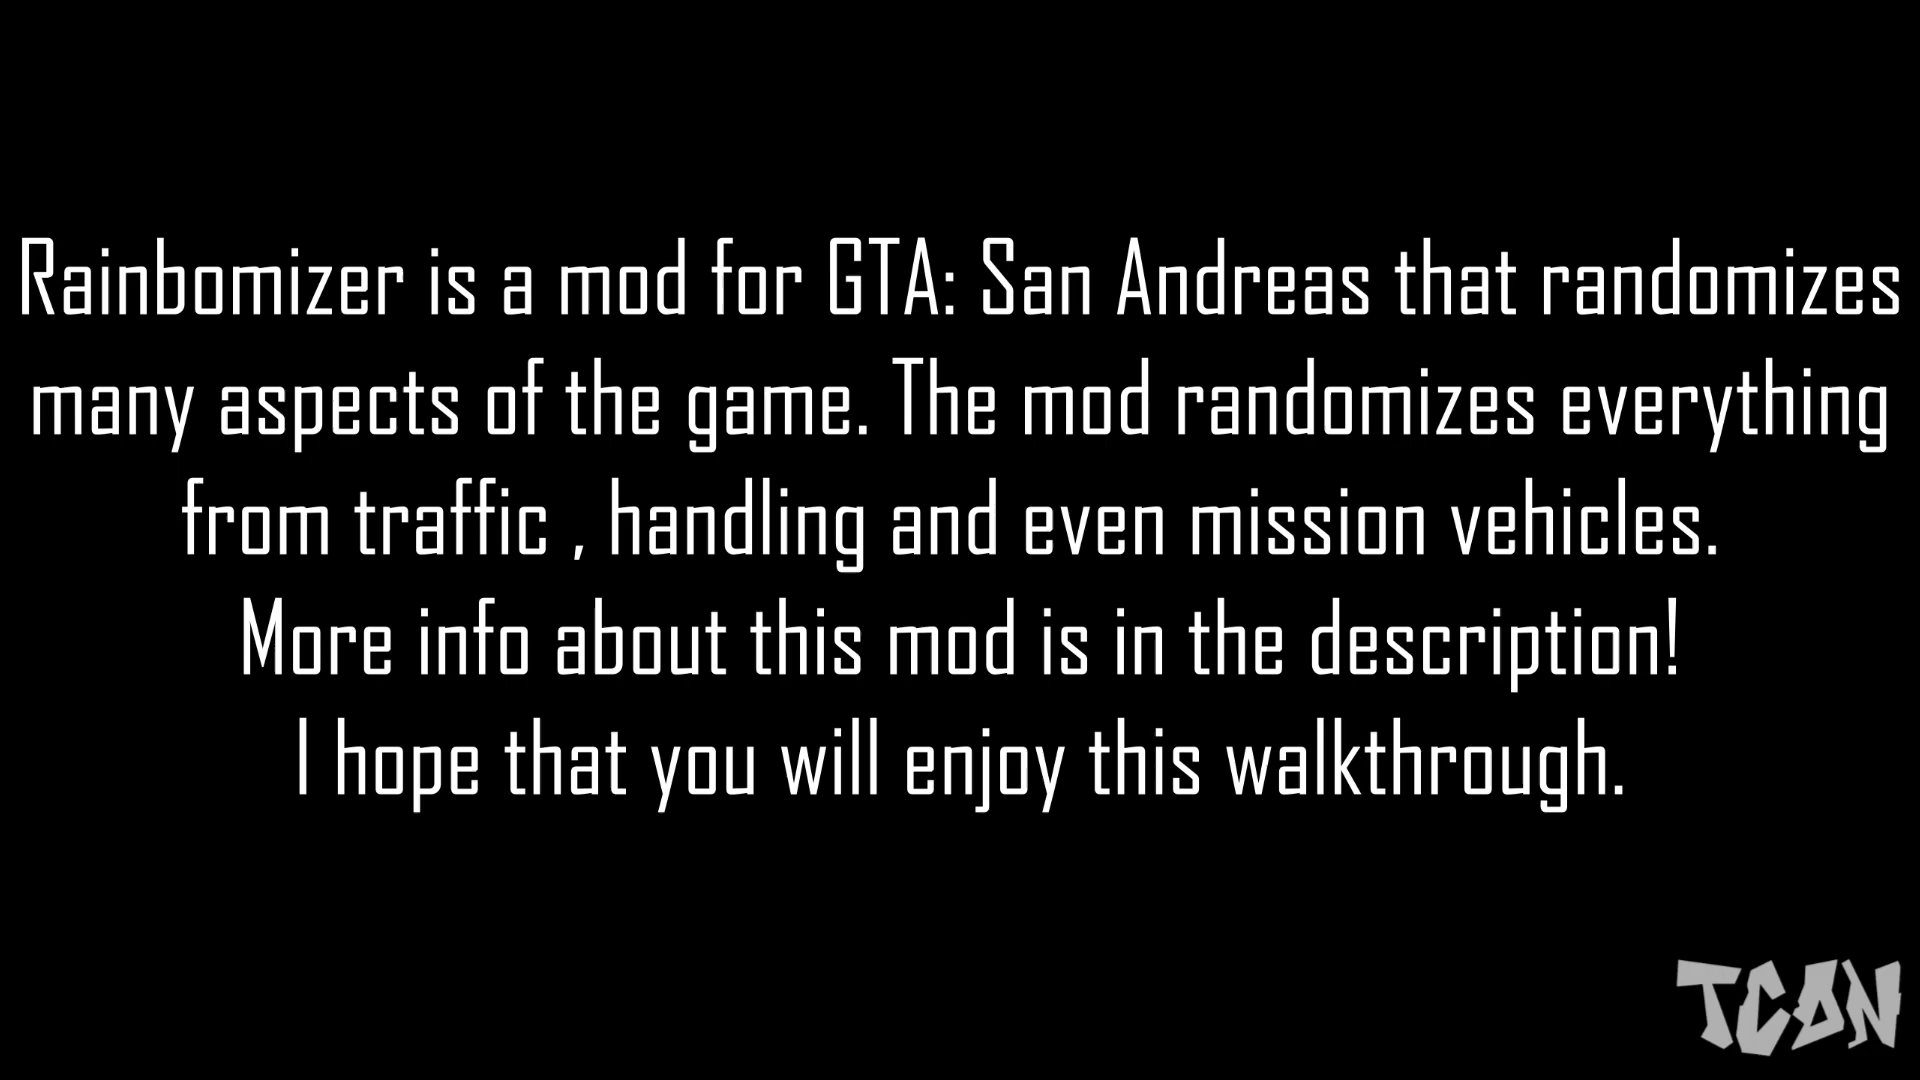 Rainbomizer is a mod for GTA: San Andreas that randomizes
many aspects of the game. The mod randomizes everything
from traffic , handling and even mission vehicles.
More info about this mod is in the description!
I hope that you will enjoy this walkthrough.
TCON